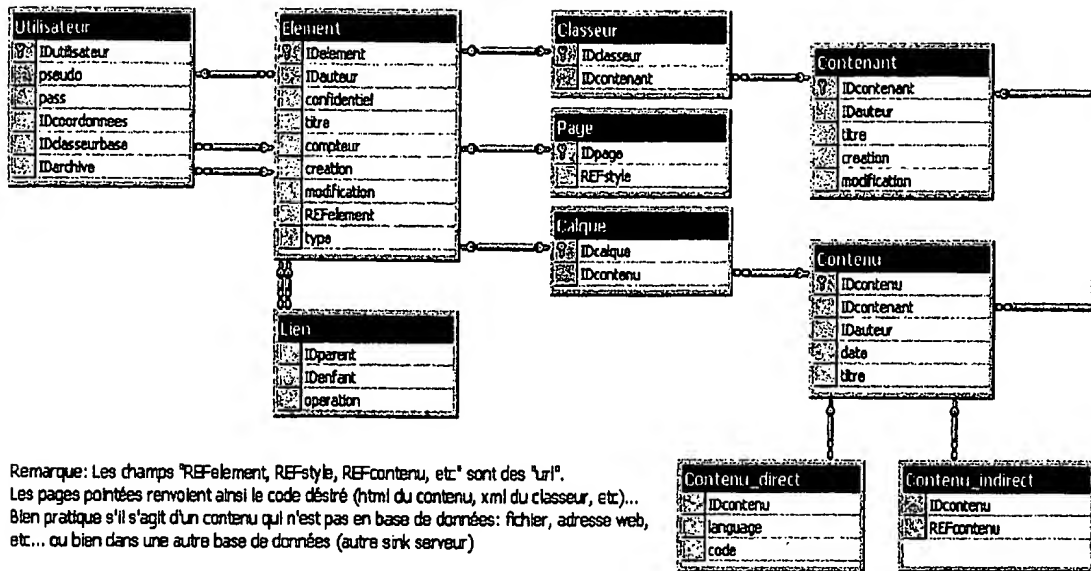 Utilisateur
IDutilisateur
pseudo
pass
IDcoordonnees
IDclasseurbase
IDarchive
Element
IDelement
IDauteur
confidentiel
titre
compteur
creation
modification
REFelement
type
Lien
IDparent
IDenfant
operation
Classeur
IDclasseur
IDcontenant
Page
IDpage
REFstyle
Calque
IDcalque
IDcontenu
Contenant
IDcontenant
IDauteur
titre
creation
modification
Contenu
IDcontenu
IDcontenant
IDauteur
date
titre
Contenu_direct
IDcontenu
language
code
Contenu_indirect
IDcontenu
REFcontenu
Remarque: Les champs "REFelement, REFstyle, REFcontenu, etc" sont des "url".
Les pages pointées renvoient ainsi le code désiré (html du contenu, xml du classeur, etc)...
Bien pratique s'il s'agit d'un contenu qui n'est pas en base de données: fichier, adresse web,
etc... ou bien dans une autre base de données (autre sink serveur)